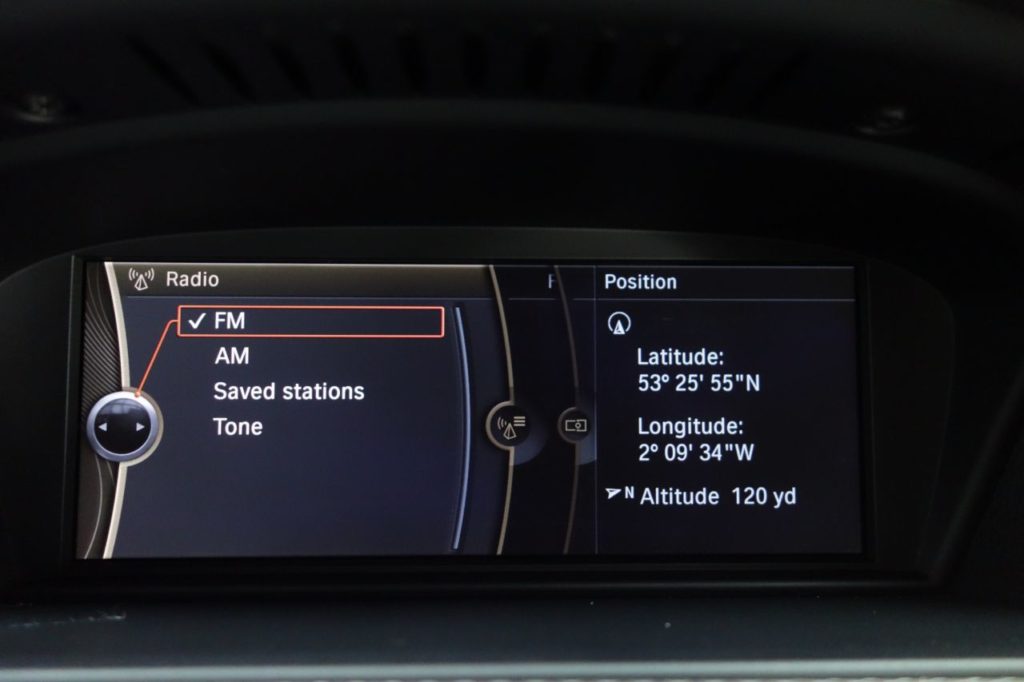 Radio
FM
AM
Saved stations
Tone
F
Position
Latitude:
53° 25' 55"N
Longitude:
2° 09' 34"W
N Altitude 120 yd